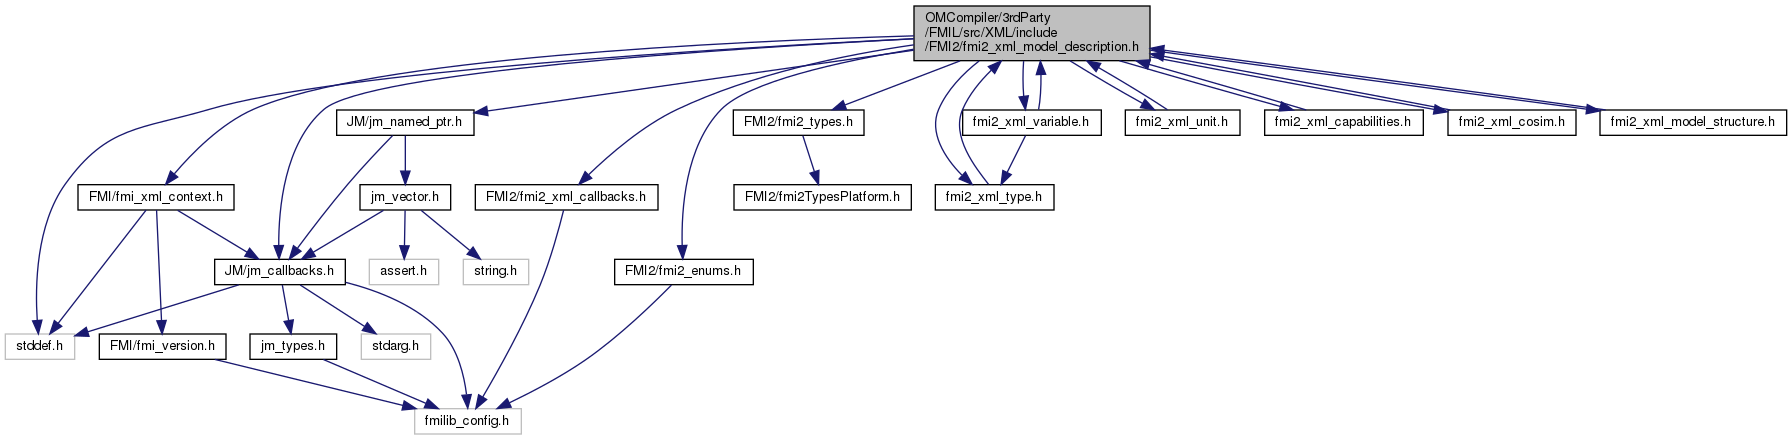 OMCompiler/3rdParty
/FMIL/src/XML/include
/FMI2/fmi2_xml_model_description.h
JM/jm_named_ptr.h
FMI2/fmi2_types.h
fmi2_xml_variable.h
fmi2_xml_unit.h
fmi2_xml_capabilities.h
fmi2_xml_cosim.h
fmi2_xml_model_structure.h
FMI/fmi_xml_context.h
jm_vector.h
FMI2/fmi2_xml_callbacks.h
FMI2/fmi2TypesPlatform.h
fmi2_xml_type.h
JM/jm_callbacks.h
assert.h
string.h
FMI2/fmi2_enums.h
stddef.h
FMI/fmi_version.h
jm_types.h
stdarg.h
fmilib_config.h